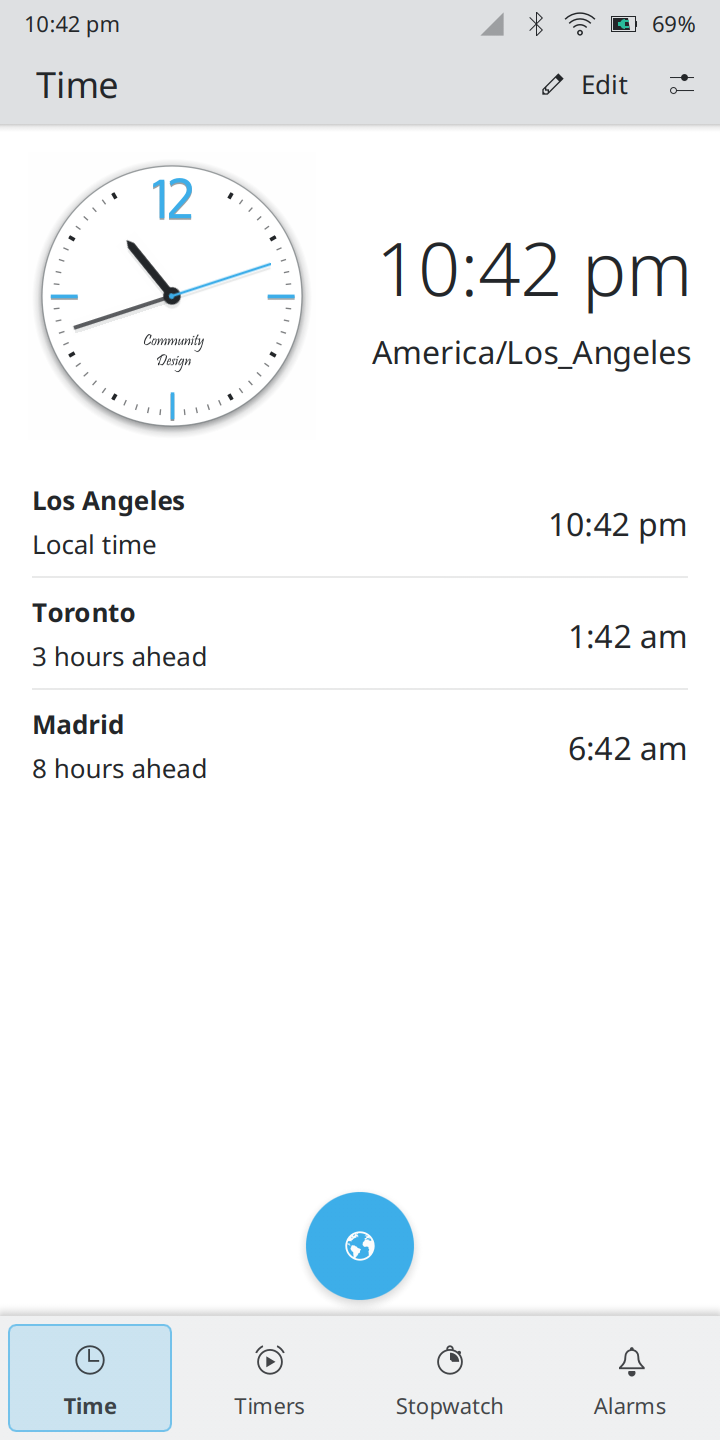 10:42 pm 69%
Time Edit
12
Community
Design
10:42 pm
America/Los_Angeles
Los Angeles
Local time
10:42 pm
Toronto
3 hours ahead
1:42 am
Madrid
8 hours ahead
6:42 am
Time Timers Stopwatch Alarms